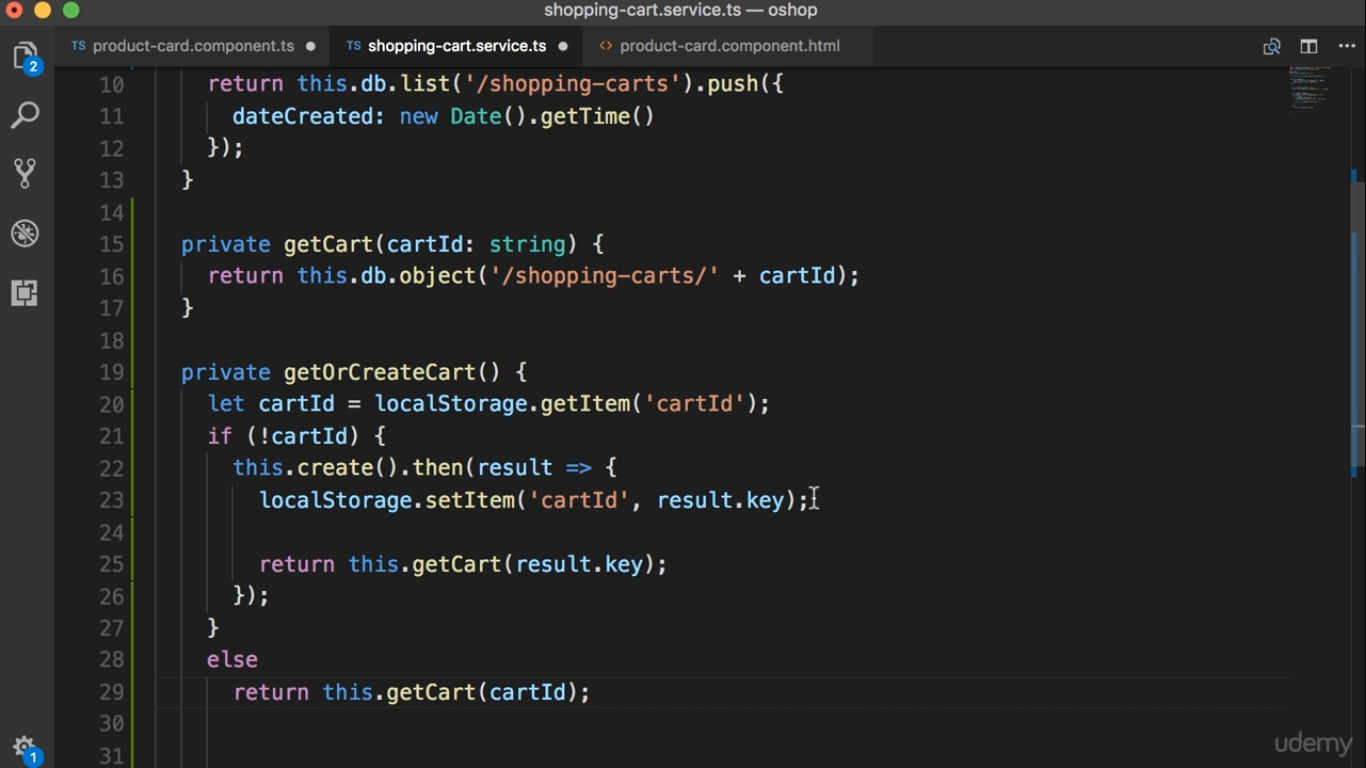 shopping-cart.service.ts — oshop
TS product-card.component.ts
TS shopping-cart.service.ts
<> product-card.component.html
2
10 return this.db.list('/shopping-carts').push({
11 dateCreated: new Date().getTime()
12 });
13 }
14
15 private getCart(cartId: string) {
16 return this.db.object('/shopping-carts/' + cartId);
17 }
18
19 private getOrCreateCart() {
20 let cartId = localStorage.getItem('cartId');
21 if (!cartId) {
22 this.create().then(result => {
23 localStorage.setItem('cartId', result.key);
24
25 return this.getCart(result.key);
26 });
27 }
28 else
29 return this.getCart(cartId);
30
31
1
udemy